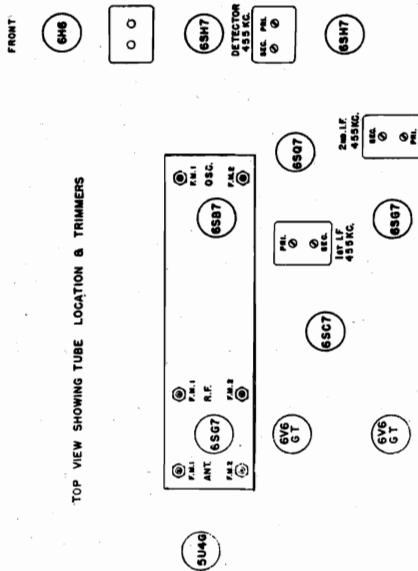 FRONT
6H6
TOP VIEW SHOWING TUBE LOCATION & TRIMMERS
5U4G
F.M.1
F.M.1
F.M.1
ANT.
6SG7
R.F.
6SB7
OSC.
F.M.2
F.M.2
F.M.2
6SH7
DETECTOR
455 KC.
SEC. PRI.
6SH7
6V6
GT
6SC7
PRI.
SEC.
1ST I.F
455KC.
6SQ7
6V6
GT
6SG7
2ND. I.F.
455KC.
SEC.
PRI.